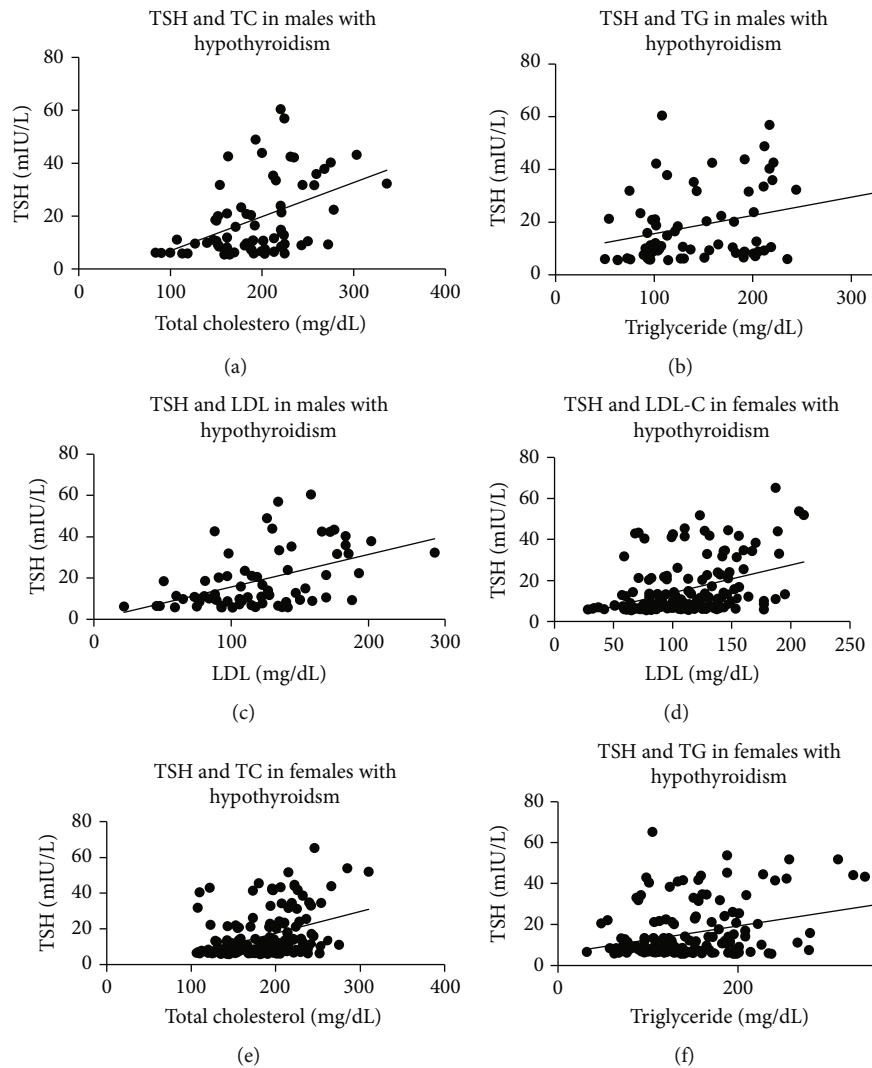 TSH and TC in males with
hypothyroidism
80
60
40
20
0
0
100
200
300
400
TSH (mIU/L)
Total cholestero (mg/dL)
(a)
TSH and TG in males with
hypothyroidism
80
60
40
20
0
0
100
200
300
TSH (mIU/L)
Triglyceride (mg/dL)
(b)
TSH and LDL in males with
hypothyroidism
80
60
40
20
0
0
100
200
300
TSH (mIU/L)
LDL (mg/dL)
(c)
TSH and LDL-C in females with
hypothyroidism
80
60
40
20
0
0
50
100
150
200
250
TSH (mIU/L)
LDL (mg/dL)
(d)
TSH and TC in females with
hypothyroidsm
80
60
40
20
0
0
100
200
300
400
TSH (mIU/L)
Total cholesterol (mg/dL)
(e)
TSH and TG in females with
hypothyroidism
80
60
40
20
0
0
200
TSH (mIU/L)
Triglyceride (mg/dL)
(f)